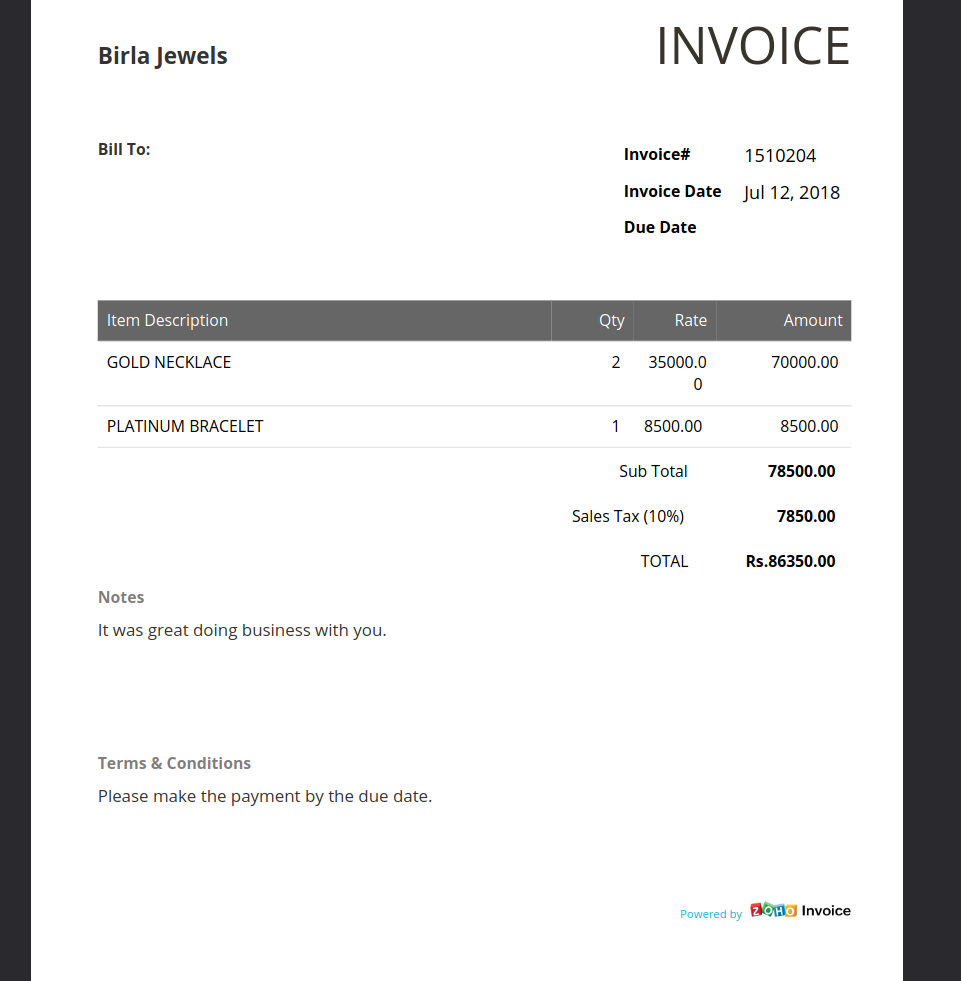 Birla Jewels
INVOICE
Bill To:
Invoice# 1510204
Invoice Date Jul 12, 2018
Due Date
Item Description Qty Rate Amount
GOLD NECKLACE 2 35000.0 70000.00
0
PLATINUM BRACELET 1 8500.00 8500.00
Sub Total 78500.00
Sales Tax (10%) 7850.00
TOTAL Rs.86350.00
Notes
It was great doing business with you.
Terms & Conditions
Please make the payment by the due date.
Powered by ZOHO Invoice